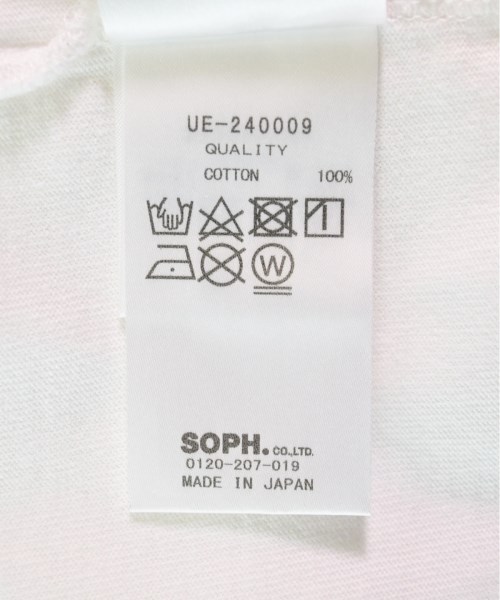 UE-240009
QUALITY
COTTON 100%
W
SOPH. CO.,LTD.
0120-207-019
MADE IN JAPAN